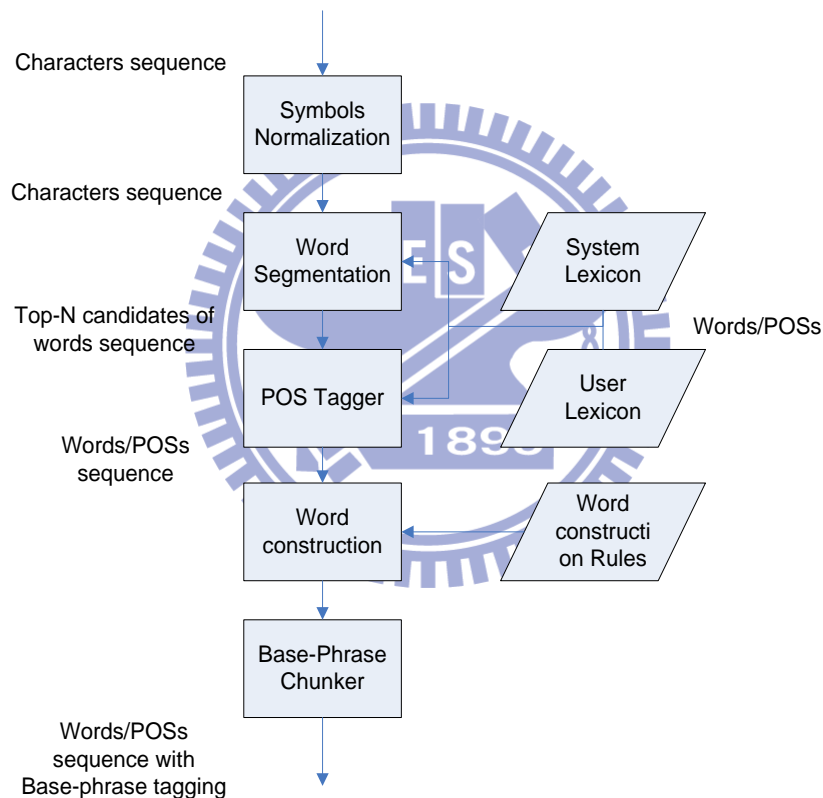 Characters sequence
Symbols
Normalization
Characters sequence
Word
Segmentation
System
Lexicon
E S
Top-N candidates of
words sequence
Words/POSs
POS Tagger
User
Lexicon
Words/POSs
sequence
1896
Word
construction
Word
constructi
on Rules
Base-Phrase
Chunker
Words/POSs
sequence with
Base-phrase tagging